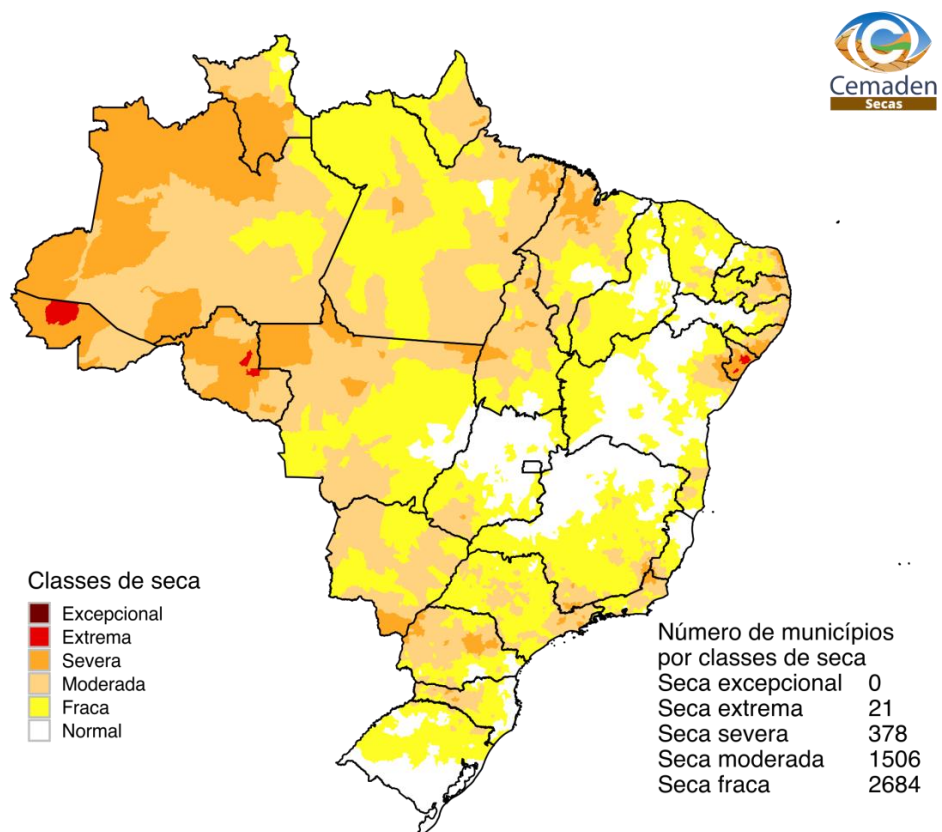 Cemaden
Secas
Classes de seca
Excepcional
Extrema
Severa
Moderada
Fraca
Normal
Número de municípios
por classes de seca
Seca excepcional 0
Seca extrema 21
Seca severa 378
Seca moderada 1506
Seca fraca 2684